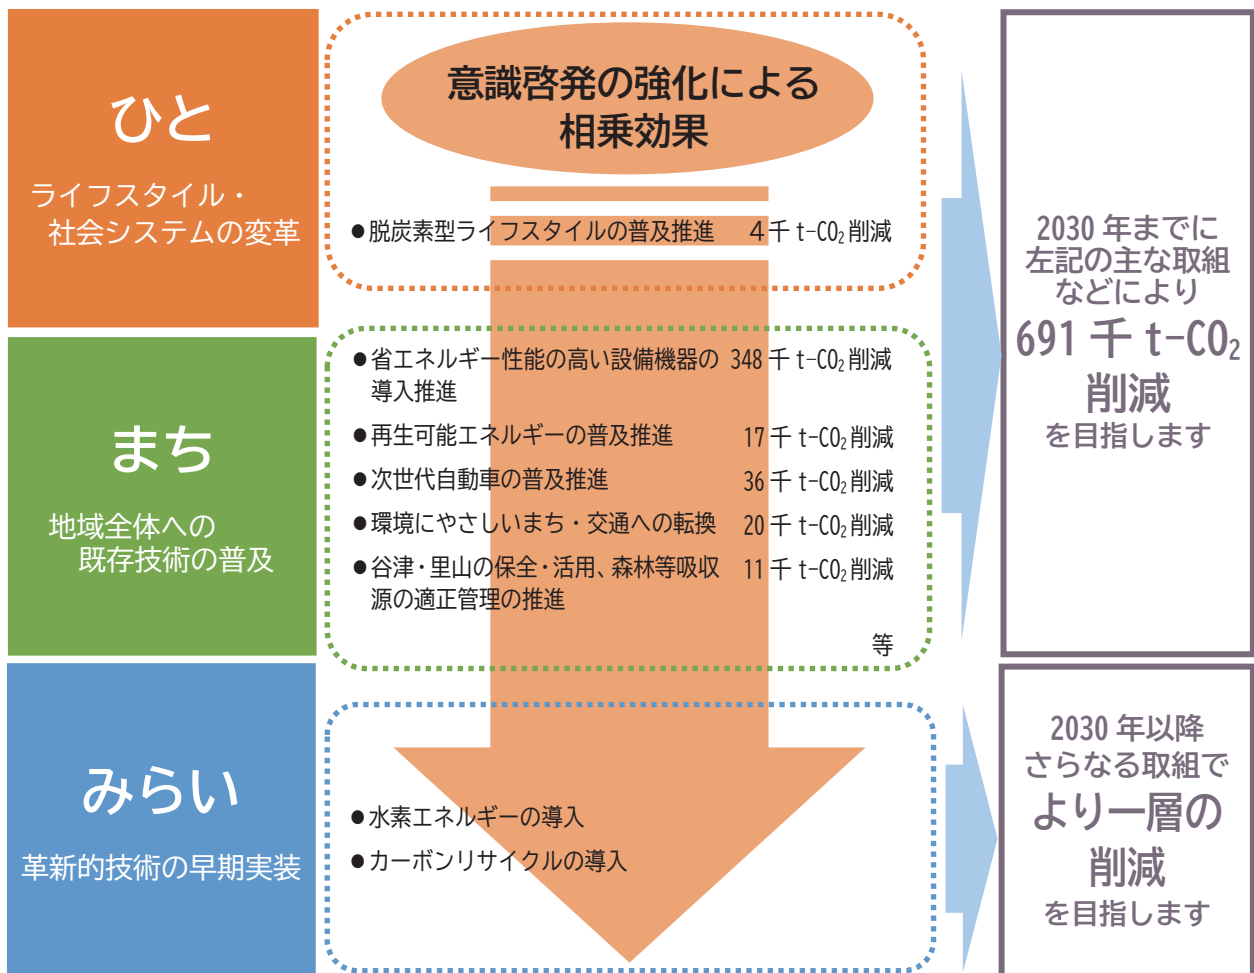 ひと
ライフスタイル・
社会システムの変革
意識啓発の強化による
相乗効果
●脱炭素型ライフスタイルの普及推進 4千t-CO₂削減
まち
地域全体への
既存技術の普及
●省エネルギー性能の高い設備機器の 348千t-CO₂削減
導入推進
●再生可能エネルギーの普及推進 17千t-CO₂削減
●次世代自動車の普及推進 36千t-CO₂削減
●環境にやさしいまち・交通への転換 20千t-CO₂削減
●谷津・里山の保全・活用、森林等吸収 11千t-CO₂削減
源の適正管理の推進
等
2030年までに
左記の主な取組
などにより
691千t-CO₂
削減
を目指します
みらい
革新的技術の早期実装
●水素エネルギーの導入
●カーボンリサイクルの導入
2030年以降
さらなる取組で
より一層の
削減
を目指します